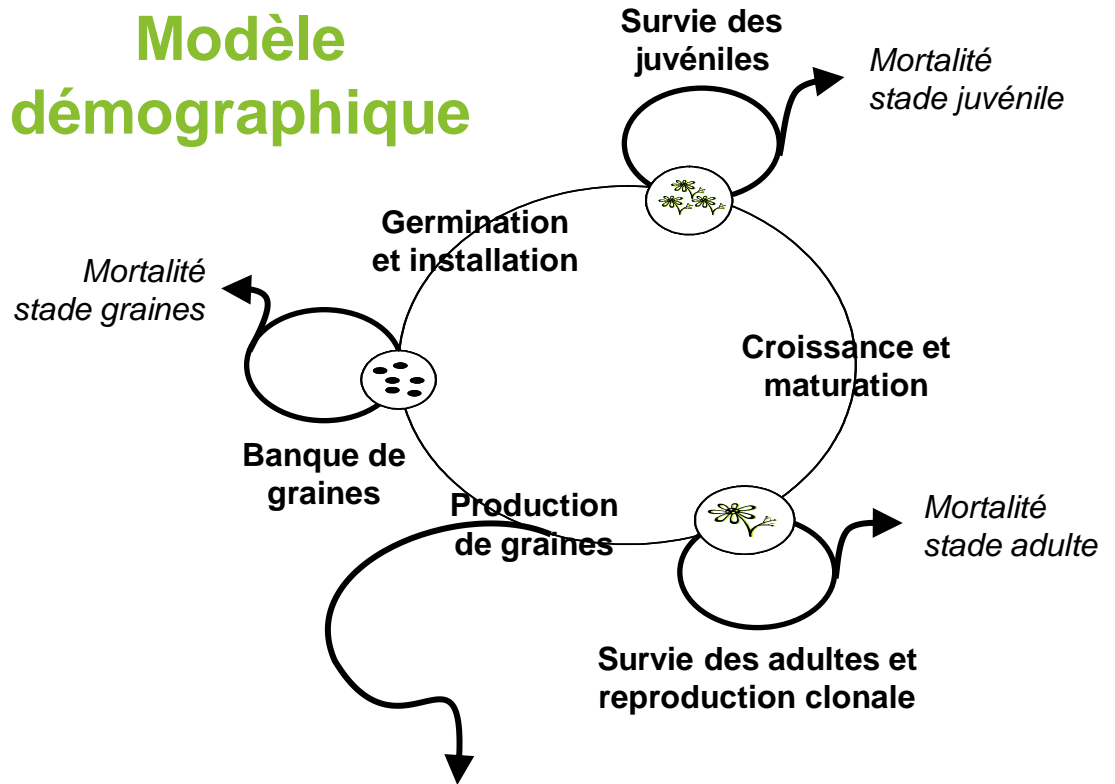 Modèle
démographique
Survie des
juvéniles
Mortalité
stade juvénile
Germination
et installation
Mortalité
stade graines
Croissance et
maturation
Banque de
graines
Production
de graines
Mortalité
stade adulte
Survie des adultes et
reproduction clonale